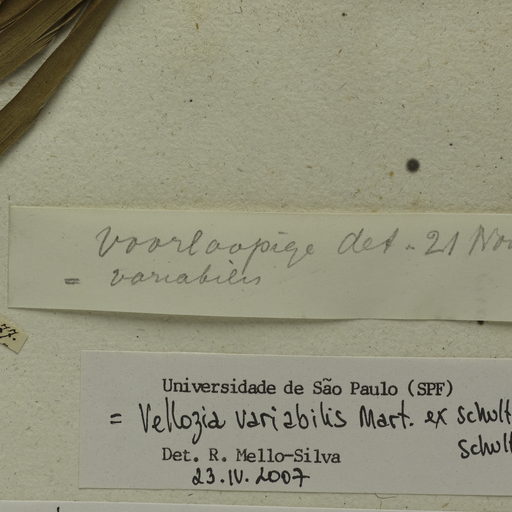 Voorloopige det. 21 Nov
= variabilis
27.
Universidade de São Paulo (SPF)
= Vellozia variabilis Mart. ex Schult
Schult
Det. R. Mello-Silva
23.IV.2007